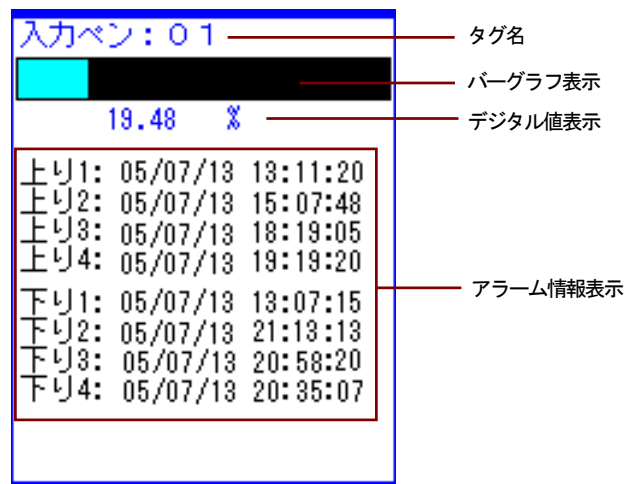 入力ペン：０１
タグ名
バーグラフ表示
19.48 %
デジタル値表示
上り1: 05/07/13 13:11:20
上り2: 05/07/13 15:07:48
上り3: 05/07/13 18:19:05
上り4: 05/07/13 19:19:20
アラーム情報表示
下り1: 05/07/13 13:07:15
下り2: 05/07/13 21:13:13
下り3: 05/07/13 20:58:20
下り4: 05/07/13 20:35:07